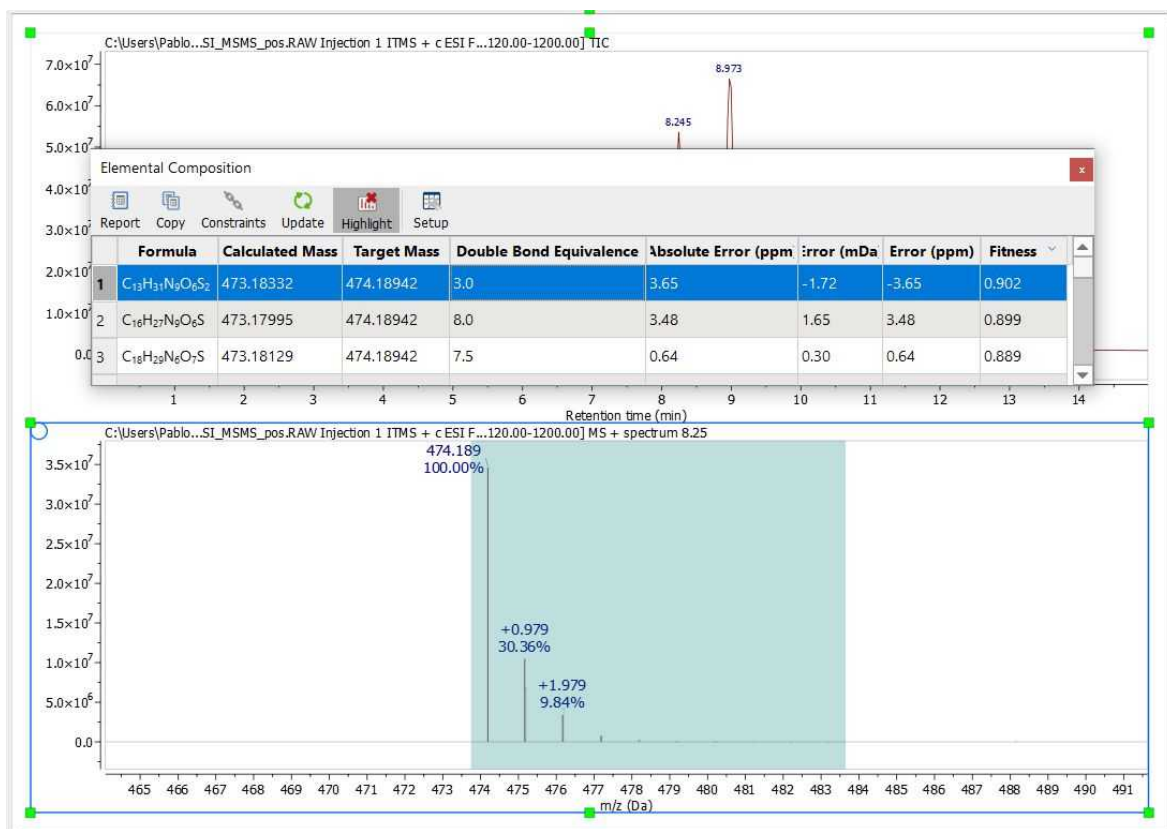 C:\Users\Pablo...SI_MSMS_pos.RAW Injection 1 ITMS + c ESI F...120.00-1200.00] TIC
7.0×10⁷
6.0×10⁷
5.0×10⁷
8.973
8.245
Elemental Composition
x
Report Copy Constraints Update Highlight Setup
Formula Calculated Mass Target Mass Double Bond Equivalence Absolute Error (ppm Error (mDa Error (ppm) Fitness
1 C₁₃H₃₁N₉O₆S₂ 473.18332 474.18942 3.0 3.65 -1.72 -3.65 0.902
2 C₁₆H₂₇N₉O₆S 473.17995 474.18942 8.0 3.48 1.65 3.48 0.899
3 C₁₈H₂₉N₆O₇S 473.18129 474.18942 7.5 0.64 0.30 0.64 0.889
4.0×10⁷
3.0×10⁷
2.0×10⁷
1.0×10⁷
0.0
1 2 3 4 5 6 7 8 9 10 11 12 13 14
Retention time (min)
C:\Users\Pablo...SI_MSMS_pos.RAW Injection 1 ITMS + c ESI F...120.00-1200.00] MS + spectrum 8.25
474.189
100.00%
+0.979
30.36%
+1.979
9.84%
3.5×10⁷
3.0×10⁷
2.5×10⁷
2.0×10⁷
1.5×10⁷
1.0×10⁷
5.0×10⁶
0.0
465 466 467 468 469 470 471 472 473 474 475 476 477 478 479 480 481 482 483 484 485 486 487 488 489 490 491
m/z (Da)